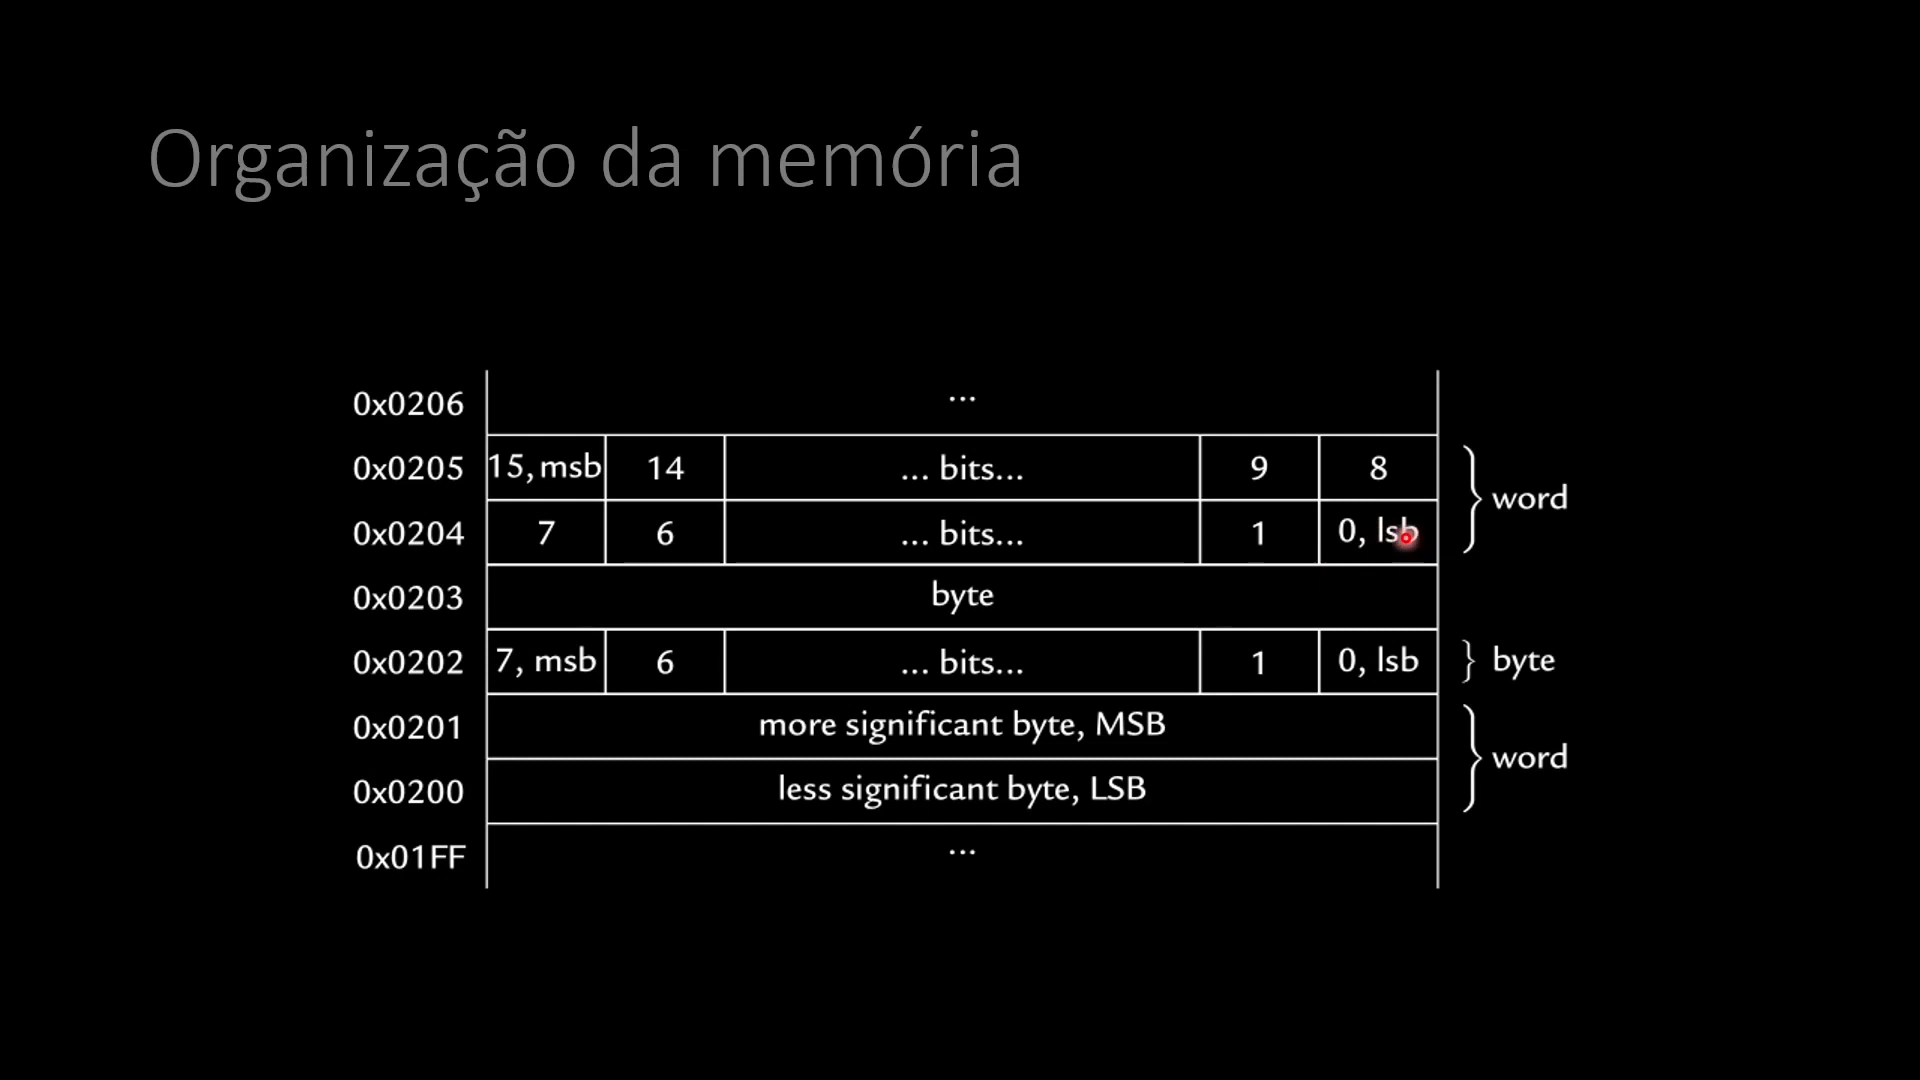 Organização da memória
0x0206 ...
0x0205 15, msb 14 ... bits... 9 8
word
0x0204 7 6 ... bits... 1 0, lsb
0x0203 byte
0x0202 7, msb 6 ... bits... 1 0, lsb } byte
0x0201 more significant byte, MSB
word
0x0200 less significant byte, LSB
0x01FF ...